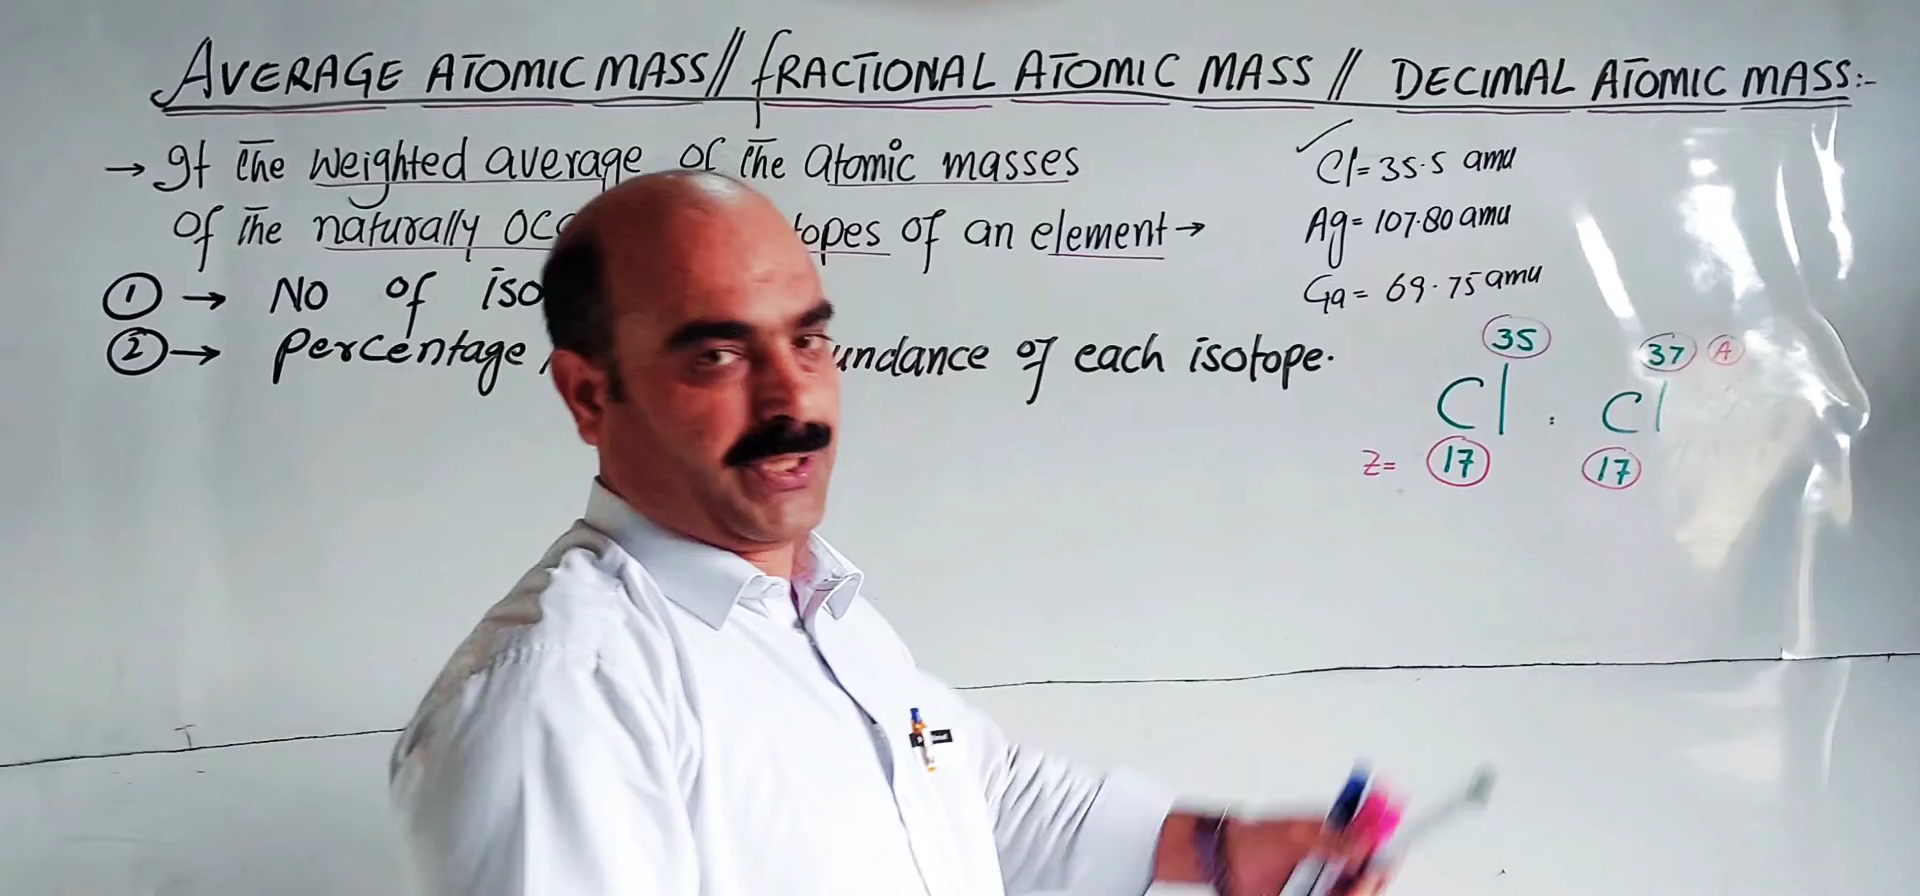 AVERAGE ATOMIC MASS// fRACTIONAL ATOMIC MASS // DECIMAL ATOMIC MASS:-
→ It the weighted average of the atomic masses
of the naturally of an element →
① → No of
② → Percentage of each isotope.
Cl = 35.5 amu
Ag = 107.80 amu
Ga = 69.75 amu
35 37 A
Cl : Cl
Z= 17 17